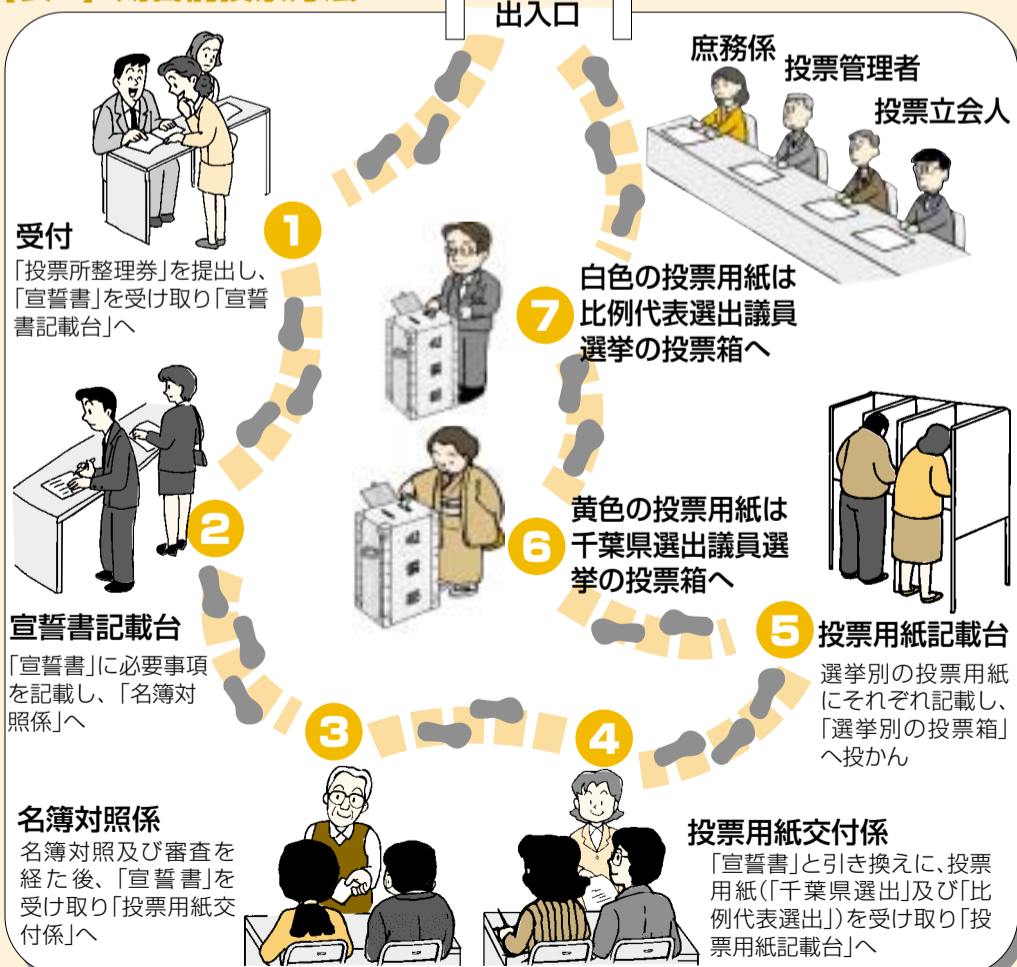 出入口
庶務係
投票管理者
投票立会人
1
受付
「投票所整理券」を提出し、
「宣誓書」を受け取り「宣誓
書記載台」へ
2
宣誓書記載台
「宣誓書」に必要事項
を記載し、「名簿対
照係」へ
3
名簿対照係
名簿対照及び審査を
経た後、「宣誓書」を
受け取り「投票用紙交
付係」へ
4
投票用紙交付係
「宣誓書」と引き換えに、投票
用紙(「千葉県選出」及び「比
例代表選出」)を受け取り「投
票用紙記載台」へ
5
投票用紙記載台
選挙別の投票用紙
にそれぞれ記載し、
「選挙別の投票箱」
へ投かん
6
黄色の投票用紙は
千葉県選出議員選
挙の投票箱へ
7
白色の投票用紙は
比例代表選出議員
選挙の投票箱へ